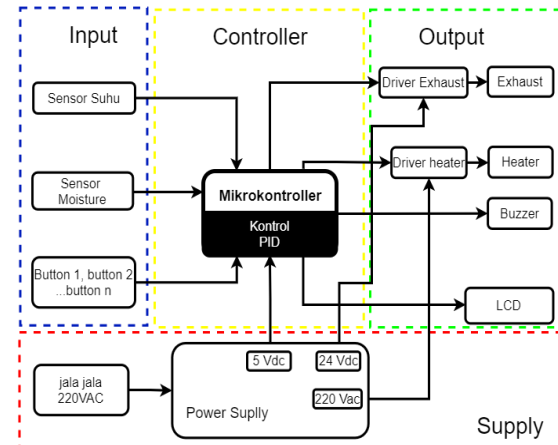 Input
Controller
Output
Sensor Suhu
Driver Exhaust
Exhaust
Driver heater
Heater
Sensor
Moisture
Mikrokontroller
Kontrol
PID
Buzzer
Button 1, button 2
...button n
LCD
5 Vdc
24 Vdc
jala jala
220VAC
220 Vac
Power Suplly
Supply